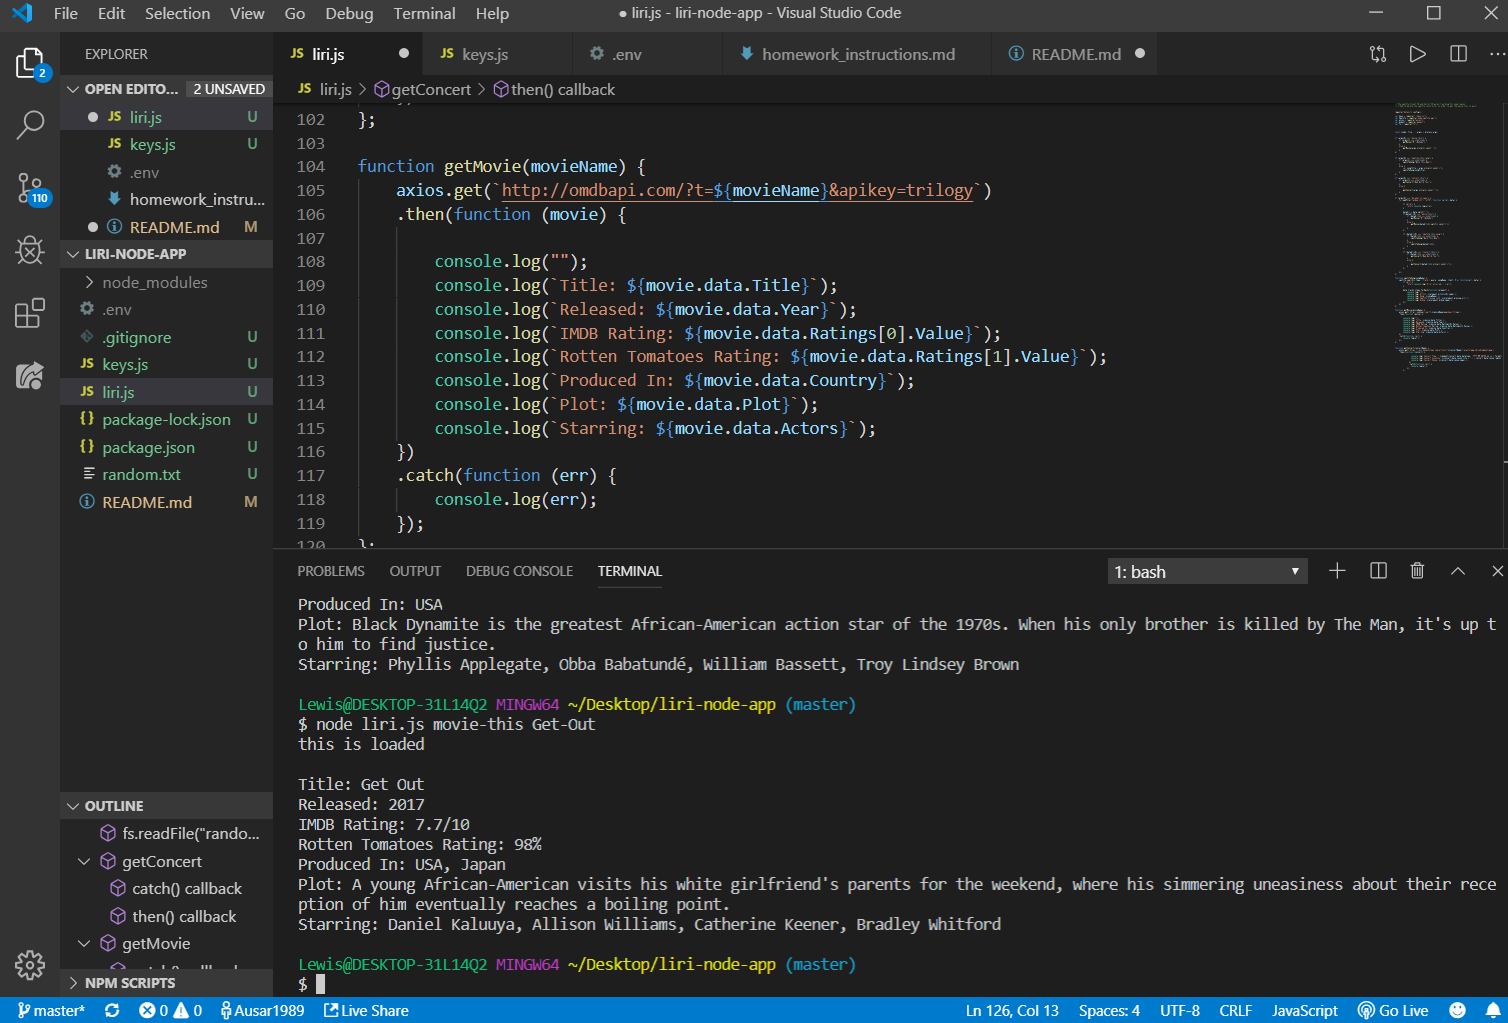 File Edit Selection View Go Debug Terminal Help
● liri.js - liri-node-app - Visual Studio Code
EXPLORER
OPEN EDITO... 2 UNSAVED
liri.js U
keys.js U
.env
homework_instru...
README.md M
LIRI-NODE-APP
node_modules
.env
.gitignore U
JS keys.js U
JS liri.js U
{} package-lock.json U
{} package.json U
random.txt U
README.md M
OUTLINE
fs.readFile("rando...
getConcert
catch() callback
then() callback
getMovie
NPM SCRIPTS
2
110
JS liri.js ●
JS keys.js
.env
homework_instructions.md
README.md ●
JS liri.js > getConcert > then() callback
102 };
103
104 function getMovie(movieName) {
105 axios.get(`http://omdbapi.com/?t=${movieName}&apikey=trilogy`)
106 .then(function (movie) {
107
108 console.log("");
109 console.log(`Title: ${movie.data.Title}`);
110 console.log(`Released: ${movie.data.Year}`);
111 console.log(`IMDB Rating: ${movie.data.Ratings[0].Value}`);
112 console.log(`Rotten Tomatoes Rating: ${movie.data.Ratings[1].Value}`);
113 console.log(`Produced In: ${movie.data.Country}`);
114 console.log(`Plot: ${movie.data.Plot}`);
115 console.log(`Starring: ${movie.data.Actors}`);
116 })
117 .catch(function (err) {
118 console.log(err);
119 });
120 };
PROBLEMS OUTPUT DEBUG CONSOLE TERMINAL 1: bash
Produced In: USA
Plot: Black Dynamite is the greatest African-American action star of the 1970s. When his only brother is killed by The Man, it's up t
o him to find justice.
Starring: Phyllis Applegate, Obba Babatundé, William Bassett, Troy Lindsey Brown
Lewis@DESKTOP-31L14Q2 MINGW64 ~/Desktop/liri-node-app (master)
$ node liri.js movie-this Get-Out
this is loaded
Title: Get Out
Released: 2017
IMDB Rating: 7.7/10
Rotten Tomatoes Rating: 98%
Produced In: USA, Japan
Plot: A young African-American visits his white girlfriend's parents for the weekend, where his simmering uneasiness about their rece
ption of him eventually reaches a boiling point.
Starring: Daniel Kaluuya, Allison Williams, Catherine Keener, Bradley Whitford
Lewis@DESKTOP-31L14Q2 MINGW64 ~/Desktop/liri-node-app (master)
$
master* 0 0 Ausar1989 Live Share Ln 126, Col 13 Spaces: 4 UTF-8 CRLF JavaScript Go Live